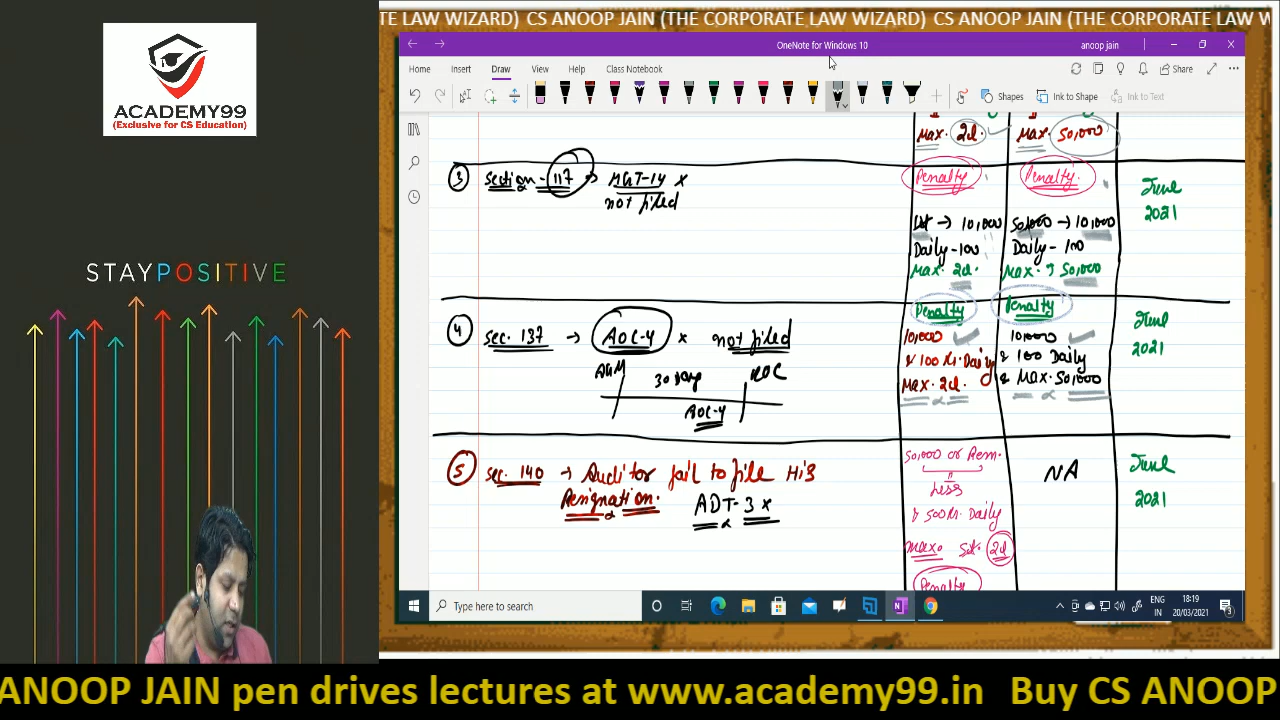 TE LAW WIZARD)  CS ANOOP JAIN (THE CORPORATE LAW WIZARD)  CS ANOOP JAIN (THE CORPORATE LAW WIZ
ACADEMY99
(Exclusive for CS Education)
STAYPOSITIVE
OneNote for Windows 10
anoop jain
Home Insert Draw View Help Class Notebook
Share
Shapes Ink to Shape Ink to Text
Max. 2l. Max. 50,000
3 Section - 117 → MGT-14 x
not filed
Penalty Penalty.
→ 10,000 50,000 → 10,000
Daily - 100 Daily - 100
Max. 2l. Max. 50,000
June
2021
4 Sec. 137 → AOC-4 x not filed
AGM 30 days ROC
AOC-4
Penalty Penalty
10,000 10,000
& 100 Rs. Daily & 100 Daily
Max. 2l. & Max. 50,000
June
2021
5 Sec. 140 → Auditor fail to file His
Resignation. ADT-3 x
50,000 or Rem.
Less
& 500 Rs. Daily
Max. 2l
Penalty
NA
June
2021
Type here to search
ENG
IN
18:19
20/03/2021
3
ANOOP JAIN pen drives lectures at www.academy99.in   Buy CS ANOOP